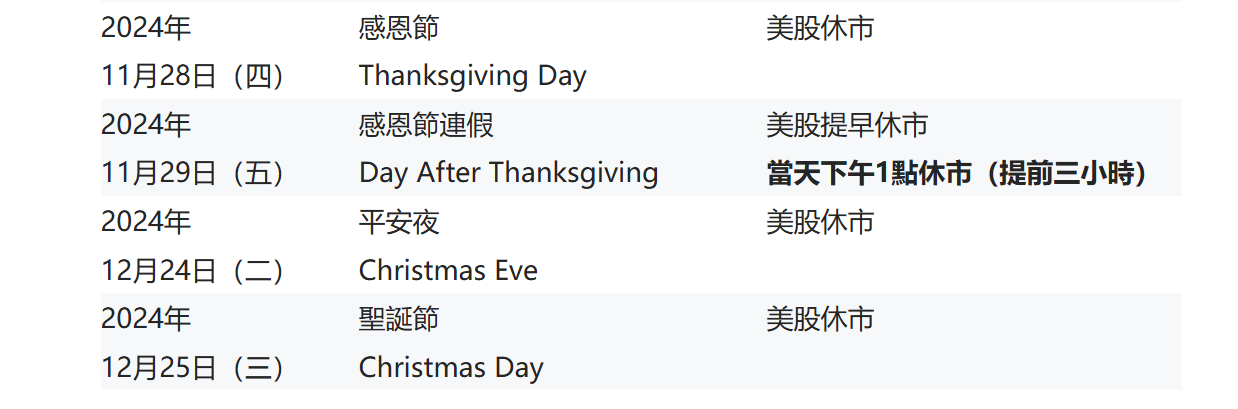 2024年 感恩節 美股休市
11月28日（四） Thanksgiving Day
2024年 感恩節連假 美股提早休市
11月29日（五） Day After Thanksgiving 當天下午1點休市（提前三小時）
2024年 平安夜 美股休市
12月24日（二） Christmas Eve
2024年 聖誕節 美股休市
12月25日（三） Christmas Day